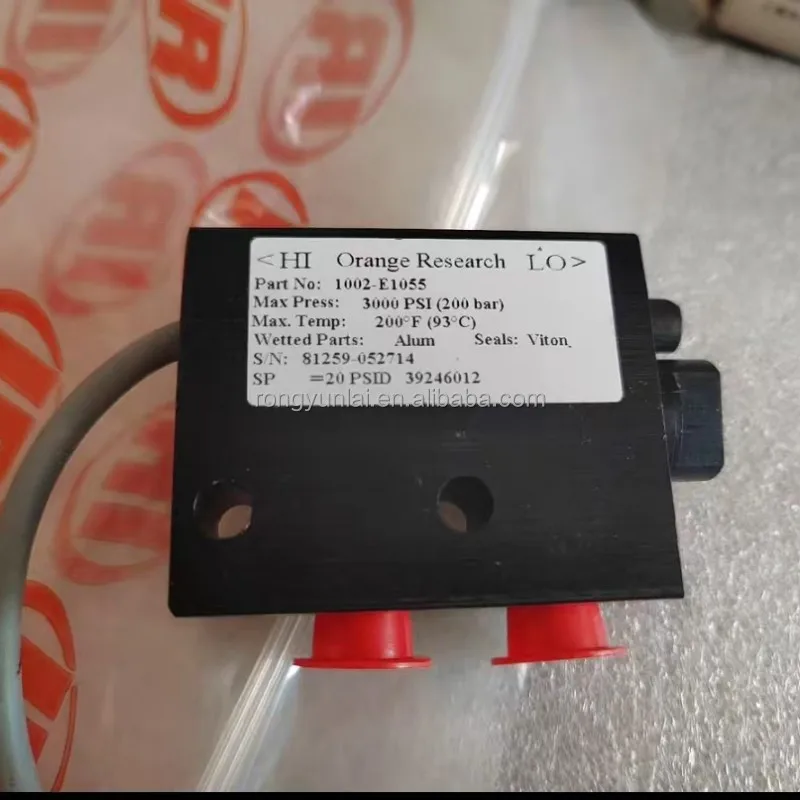 <HI Orange Research LO>
Part No: 1002-E1055
Max Press: 3000 PSI (200 bar)
Max. Temp: 200°F (93°C)
Wetted Parts: Alum Seals: Viton
S/N: 81259-052714
SP =20 PSID 39246012
rongyunlai.en.alibaba.com